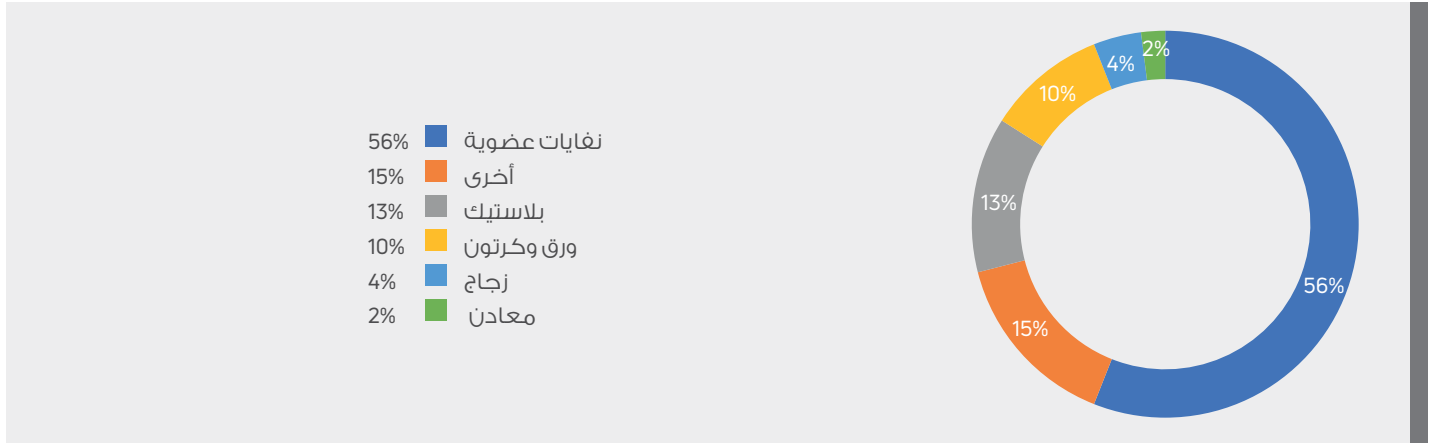 2%
4%
10%
13%
15%
56%
نفايات عضوية 56%
أخرى 15%
بلاستيك 13%
ورق وكرتون 10%
زجاج 4%
معادن 2%